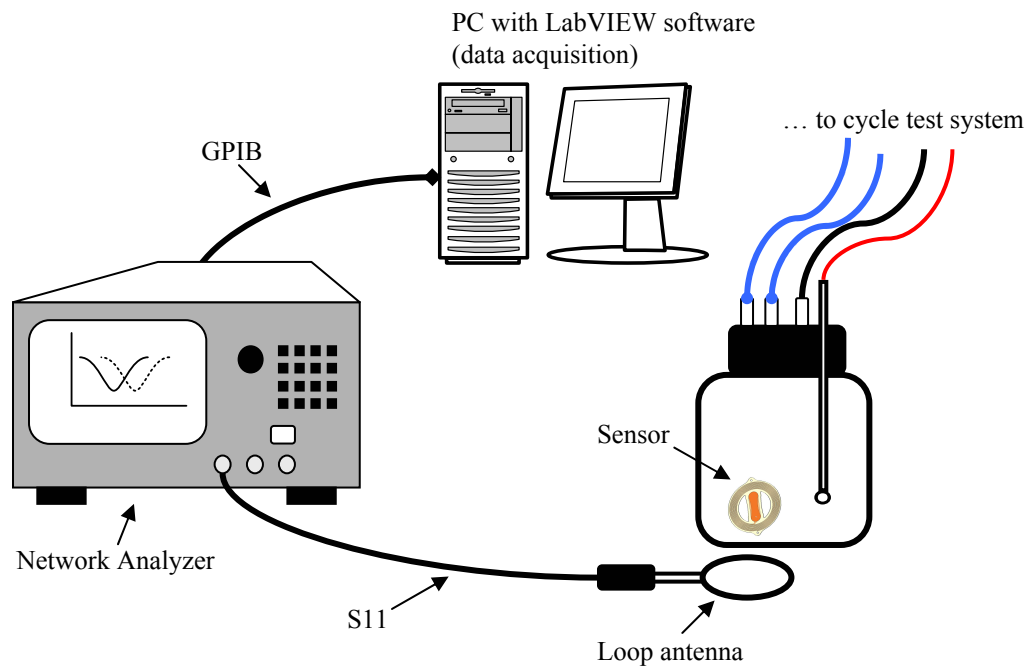 PC with LabVIEW software
(data acquisition)
… to cycle test system
GPIB
Sensor
Network Analyzer
S11
Loop antenna